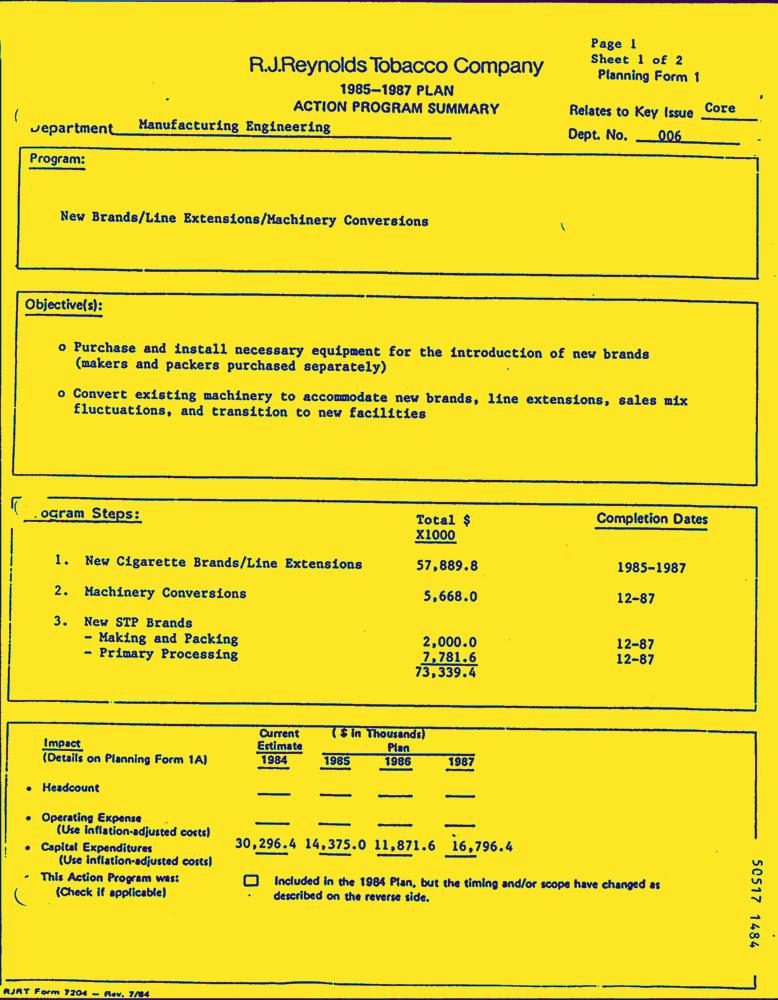 Page 1
Sheet 1 of 2
Planning Form 1
R.J.Reynolds Tobacco Company
1985–1987 PLAN
ACTION PROGRAM SUMMARY
Relates to Key Issue Core
Department Manufacturing Engineering
Dept. No. 006
Program:
New Brands/Line Extensions/Machinery Conversions
Objective(s):
o Purchase and install necessary equipment for the introduction of new brands
(makers and packers purchased separately)
o Convert existing machinery to accommodate new brands, line extensions, sales mix
fluctuations, and transition to new facilities
ogram Steps:
Total $ Completion Dates
X1000
1. New Cigarette Brands/Line Extensions 57,889.8 1985-1987
2. Machinery Conversions 5,668.0 12-87
3. New STP Brands
- Making and Packing 2,000.0 12-87
- Primary Processing 7,781.6 12-87
73,339.4
Current ($ in Thousands)
Impact Estimate Plan
(Details on Planning Form 1A) 1984 1985 1986 1987
• Headcount
• Operating Expense
(Use inflation-adjusted costs)
• Capital Expenditures 30,296.4 14,375.0 11,871.6 16,796.4
(Use inflation-adjusted costs)
This Action Program was: Included in the 1984 Plan, but the timing and/or scope have changed as
(Check if applicable) described on the reverse side.
50517 1484
RJRT Form 7204 — Rev. 7/84